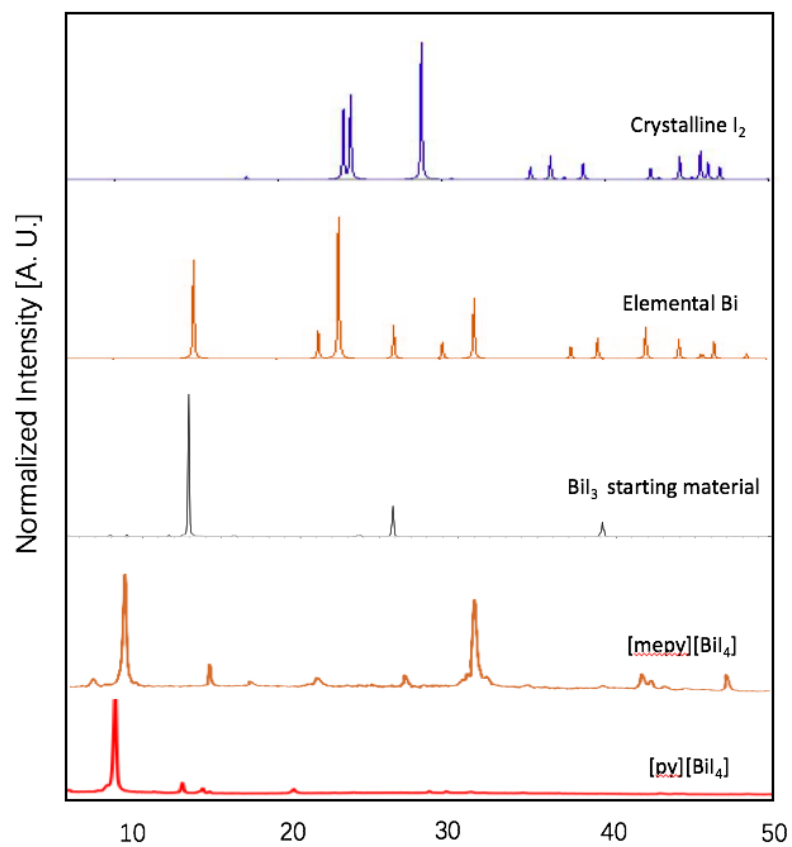 Normalized Intensity [A. U.]
Crystalline I₂
Elemental Bi
BiI₃ starting material
[mepy][BiI₄]
[py][BiI₄]
10 20 30 40 50